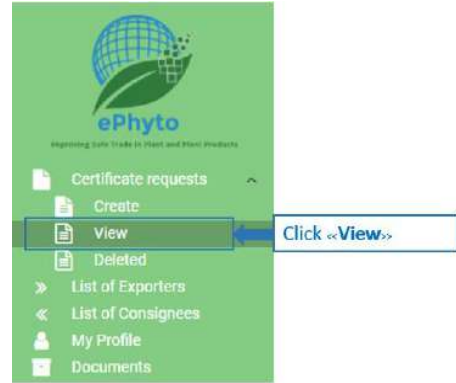 ePhyto
Improving Safe Trade in Plant and Plant Products
Certificate requests
Create
View
Click «View»
Deleted
List of Exporters
List of Consignees
My Profile
Documents